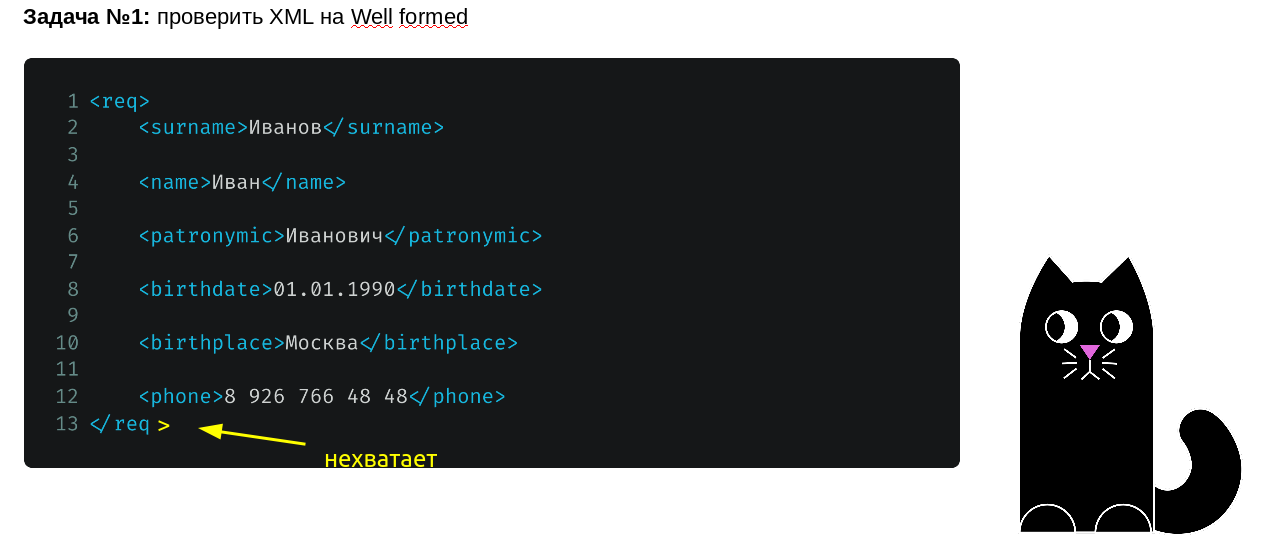 Задача №1: проверить XML на Well formed
1 <req>
2 <surname>Иванов</surname>
3
4 <name>Иван</name>
5
6 <patronymic>Иванович</patronymic>
7
8 <birthdate>01.01.1990</birthdate>
9
10 <birthplace>Москва</birthplace>
11
12 <phone>8 926 766 48 48</phone>
13 </req >
нехватает